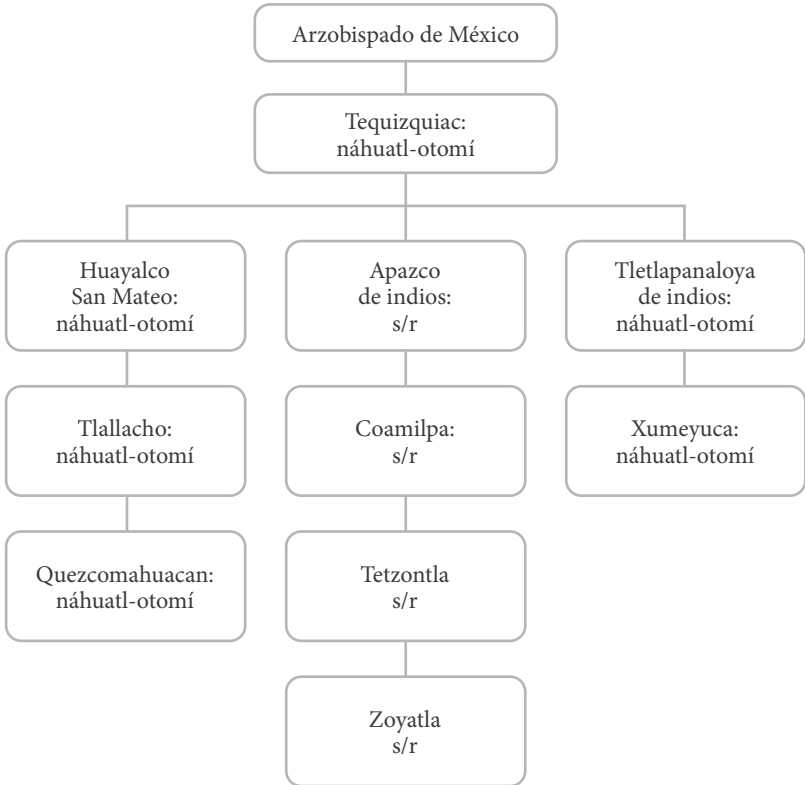 Arzobispado de México
Tequizquiac:
náhuatl-otomí
Huayalco
San Mateo:
náhuatl-otomí
Apazco
de indios:
s/r
Tletlapanaloya
de indios:
náhuatl-otomí
Tlallacho:
náhuatl-otomí
Coamilpa:
s/r
Xumeyuca:
náhuatl-otomí
Quezcomahuacan:
náhuatl-otomí
Tetzontla
s/r
Zoyatla
s/r